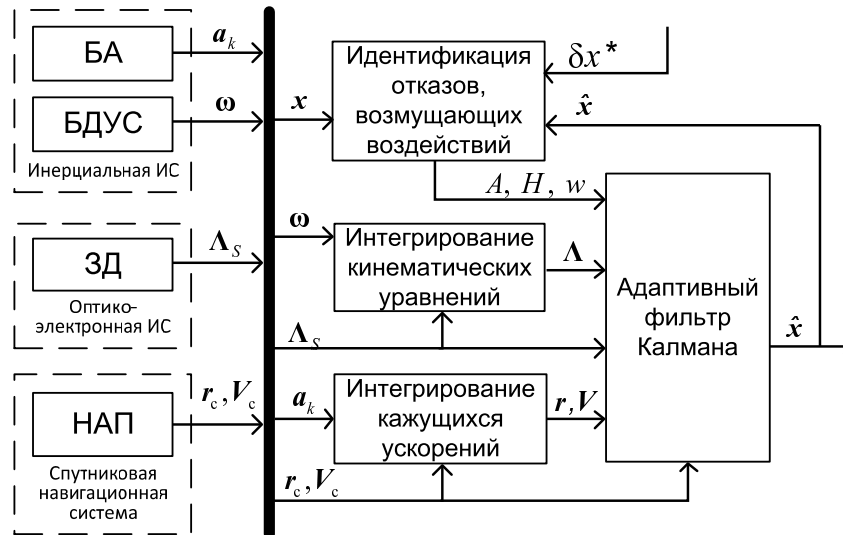 БА
a_k
БДУС
ω
Инерциальная ИС
ЗД
Λ_S
Оптико-
электронная ИС
НАП
r_c, V_c
Спутниковая
навигационная
система
x
Идентификация
отказов,
возмущающих
воздействий
δx*
x̂
A, H, w
ω
Интегрирование
кинематических
уравнений
Λ
Λ_S
a_k
Интегрирование
кажущихся
ускорений
r, V
r_c, V_c
Адаптивный
фильтр
Калмана
x̂